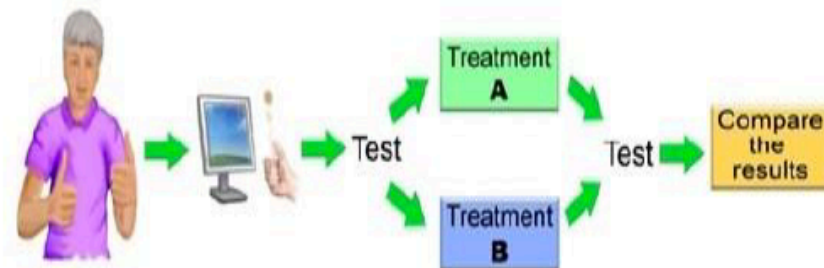 Treatment
A
Test
Treatment
B
Test
Compare
the
results